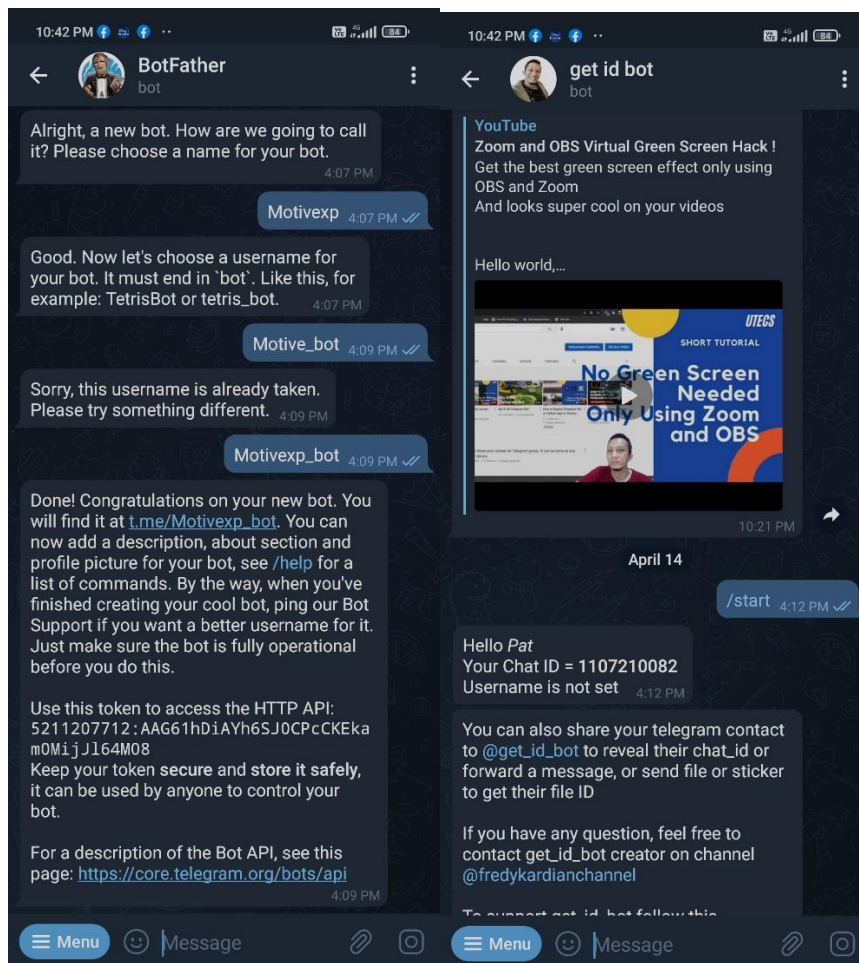 10:42 PM
84
BotFather
bot
Alright, a new bot. How are we going to call
it? Please choose a name for your bot.
4:07 PM
Motivexp 4:07 PM
Good. Now let's choose a username for
your bot. It must end in `bot`. Like this, for
example: TetrisBot or tetris_bot. 4:07 PM
Motive_bot 4:09 PM
Sorry, this username is already taken.
Please try something different. 4:09 PM
Motivexp_bot 4:09 PM
Done! Congratulations on your new bot. You
will find it at t.me/Motivexp_bot. You can
now add a description, about section and
profile picture for your bot, see /help for a
list of commands. By the way, when you've
finished creating your cool bot, ping our Bot
Support if you want a better username for it.
Just make sure the bot is fully operational
before you do this.
Use this token to access the HTTP API:
5211207712:AAG61hDiAYh6SJ0CPcCKEka
mOMijJl64MO8
Keep your token secure and store it safely,
it can be used by anyone to control your
bot.
For a description of the Bot API, see this
page: https://core.telegram.org/bots/api
4:09 PM
Menu
Message
10:42 PM
84
get id bot
bot
YouTube
Zoom and OBS Virtual Green Screen Hack !
Get the best green screen effect only using
OBS and Zoom
And looks super cool on your videos
Hello world,...
UTECS
SHORT TUTORIAL
No Green Screen
Needed
Only Using Zoom
and OBS
10:21 PM
April 14
/start 4:12 PM
Hello Pat
Your Chat ID = 1107210082
Username is not set 4:12 PM
You can also share your telegram contact
to @get_id_bot to reveal their chat_id or
forward a message, or send file or sticker
to get their file ID
If you have any question, feel free to
contact get_id_bot creator on channel
@fredykardianchannel
To support get_id_bot follow this
Menu
Message